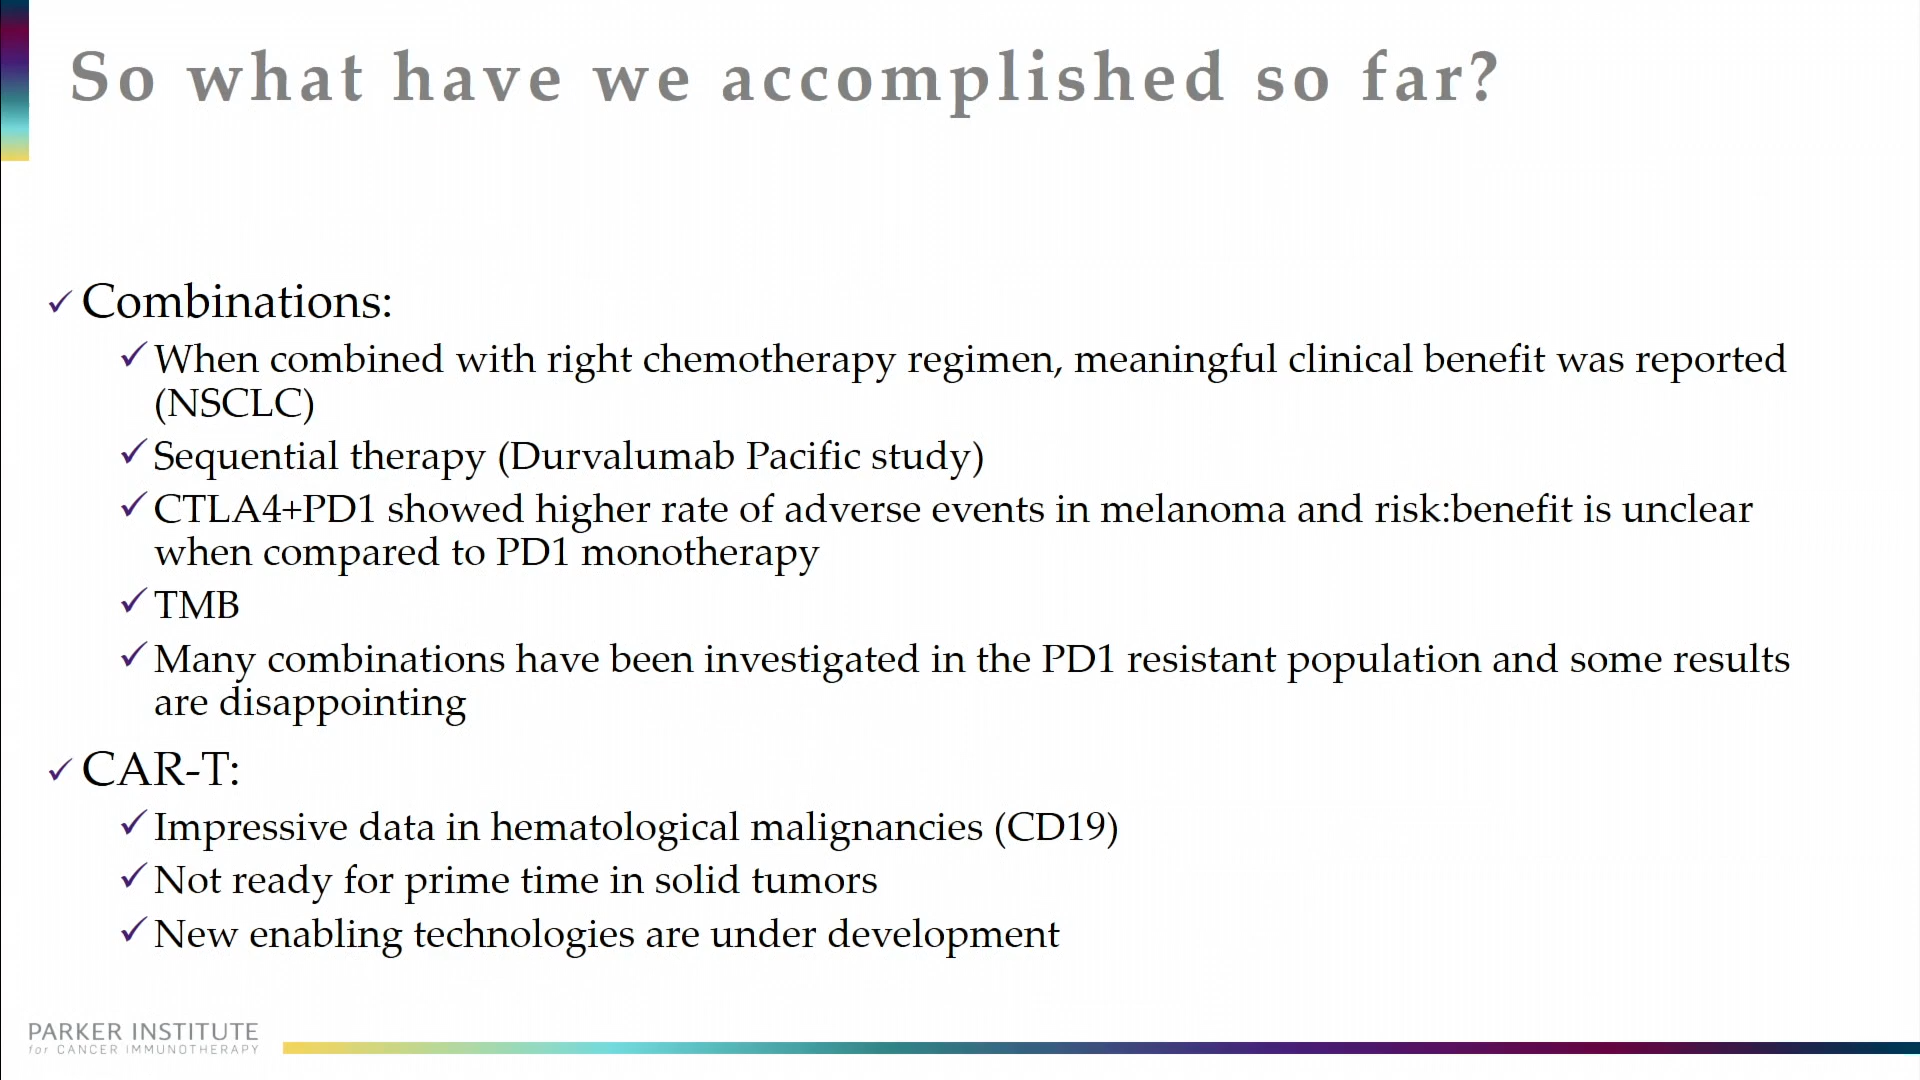 So what have we accomplished so far?
Combinations:
When combined with right chemotherapy regimen, meaningful clinical benefit was reported
(NSCLC)
Sequential therapy (Durvalumab Pacific study)
CTLA4+PD1 showed higher rate of adverse events in melanoma and risk:benefit is unclear
when compared to PD1 monotherapy
TMB
Many combinations have been investigated in the PD1 resistant population and some results
are disappointing
CAR-T:
Impressive data in hematological malignancies (CD19)
Not ready for prime time in solid tumors
New enabling technologies are under development
PARKER INSTITUTE
for CANCER IMMUNOTHERAPY